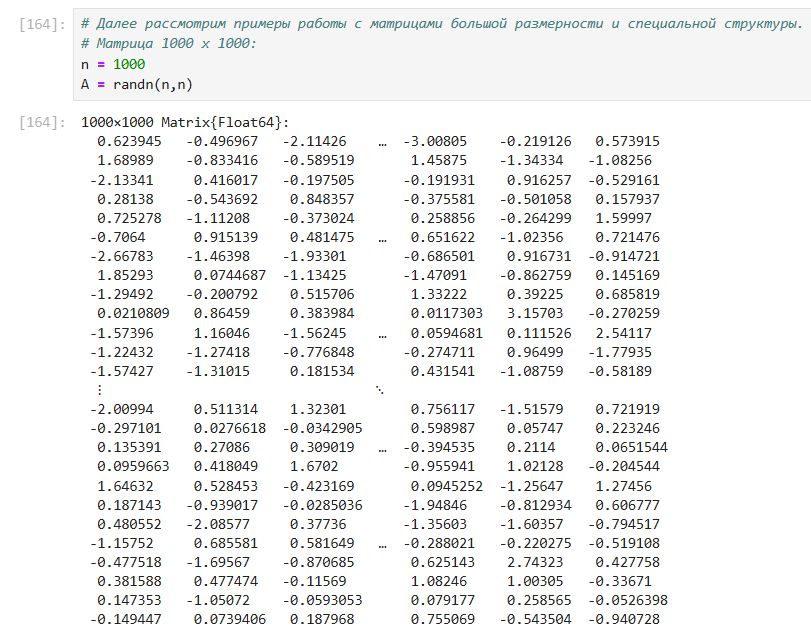 [164]: # Далее рассмотрим примеры работы с матрицами большой размерности и специальной структуры.
# Матрица 1000 x 1000:
n = 1000
A = randn(n,n)
[164]: 1000×1000 Matrix{Float64}:
0.623945 -0.496967 -2.11426 … -3.00805 -0.219126 0.573915
1.68989 -0.833416 -0.589519 1.45875 -1.34334 -1.08256
-2.13341 0.416017 -0.197505 -0.191931 0.916257 -0.529161
0.28138 -0.543692 0.848357 -0.375581 -0.501058 0.157937
0.725278 -1.11208 -0.373024 0.258856 -0.264299 1.59997
-0.7064 0.915139 0.481475 … 0.651622 -1.02356 0.721476
-2.66783 -1.46398 -1.93301 -0.686501 0.916731 -0.914721
1.85293 0.0744687 -1.13425 -1.47091 -0.862759 0.145169
-1.29492 -0.200792 0.515706 1.33222 0.39225 0.685819
0.0210809 0.86459 0.383984 0.0117303 3.15703 -0.270259
-1.57396 1.16046 -1.56245 … 0.0594681 0.111526 2.54117
-1.22432 -1.27418 -0.776848 -0.274711 0.96499 -1.77935
-1.57427 -1.31015 0.181534 0.431541 -1.08759 -0.58189
⋮ ⋱
-2.00994 0.511314 1.32301 0.756117 -1.51579 0.721919
-0.297101 0.0276618 -0.0342905 0.598987 0.05747 0.223246
0.135391 0.27086 0.309019 … -0.394535 0.2114 0.0651544
0.0959663 0.418049 1.6702 -0.955941 1.02128 -0.204544
1.64632 0.528453 -0.423169 0.0945252 -1.25647 1.27456
0.187143 -0.939017 -0.0285036 -1.94846 -0.812934 0.606777
0.480552 -2.08577 0.37736 -1.35603 -1.60357 -0.794517
-1.15752 0.685581 0.581649 … -0.288021 -0.220275 -0.519108
-0.477518 -1.69567 -0.870685 0.625143 2.74323 0.427758
0.381588 0.477474 -0.11569 1.08246 1.00305 -0.33671
0.147353 -1.05072 -0.0593053 0.079177 0.258565 -0.0526398
-0.149447 0.0739406 0.187968 0.755069 -0.543504 -0.940728